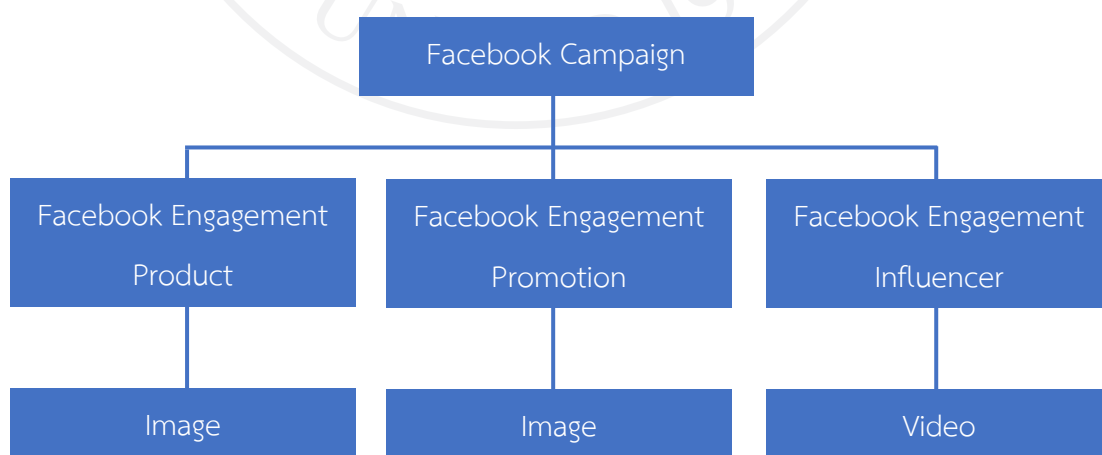 Facebook Campaign
Facebook Engagement
Product
Facebook Engagement
Promotion
Facebook Engagement
Influencer
Image
Image
Video